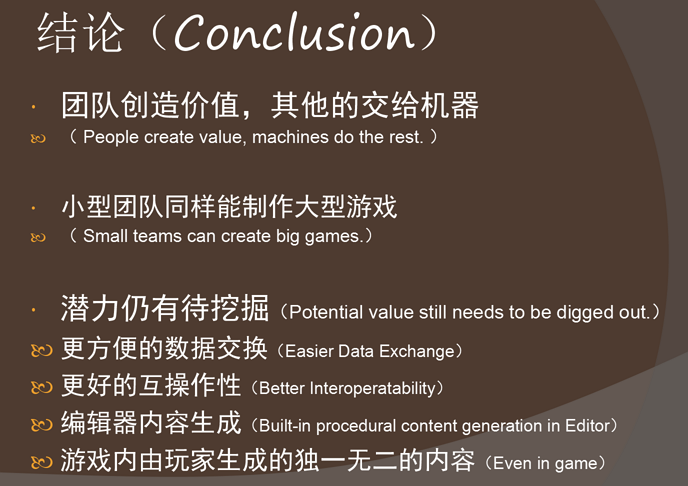 结论（Conclusion）
团队创造价值，其他的交给机器
（ People create value, machines do the rest. ）
小型团队同样能制作大型游戏
（ Small teams can create big games.）
潜力仍有待挖掘（Potential value still needs to be digged out.）
更方便的数据交换（Easier Data Exchange）
更好的互操作性（Better Interoperatability）
编辑器内容生成（Built-in procedural content generation in Editor）
游戏内由玩家生成的独一无二的内容（Even in game）